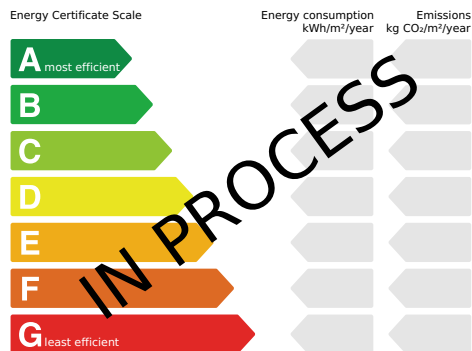 Energy Certificate Scale
Energy consumption
kWh/m²/year
Emissions
kg CO₂/m²/year
A most efficient
B
C
D
E
F
G least efficient
IN PROCESS